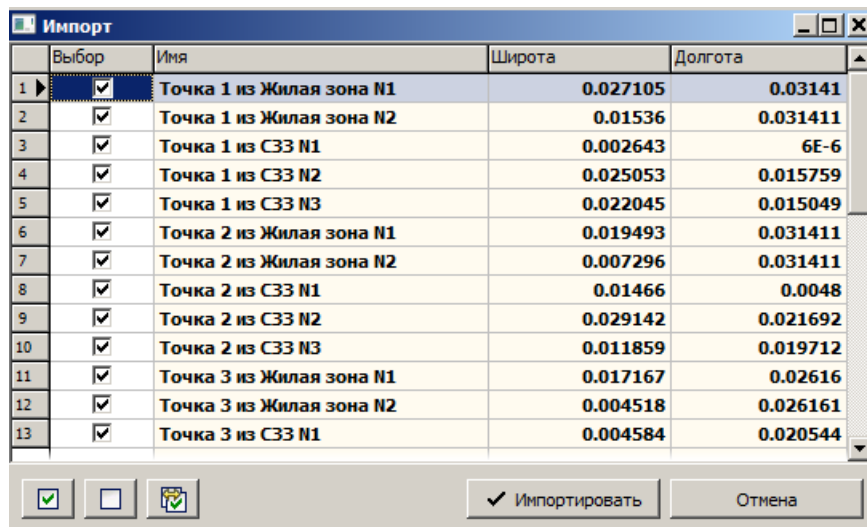 Импорт
Выбор Имя Широта Долгота
1 Точка 1 из Жилая зона N1 0.027105 0.03141
2 Точка 1 из Жилая зона N2 0.01536 0.031411
3 Точка 1 из СЗЗ N1 0.002643 6E-6
4 Точка 1 из СЗЗ N2 0.025053 0.015759
5 Точка 1 из СЗЗ N3 0.022045 0.015049
6 Точка 2 из Жилая зона N1 0.019493 0.031411
7 Точка 2 из Жилая зона N2 0.007296 0.031411
8 Точка 2 из СЗЗ N1 0.01466 0.0048
9 Точка 2 из СЗЗ N2 0.029142 0.021692
10 Точка 2 из СЗЗ N3 0.011859 0.019712
11 Точка 3 из Жилая зона N1 0.017167 0.02616
12 Точка 3 из Жилая зона N2 0.004518 0.026161
13 Точка 3 из СЗЗ N1 0.004584 0.020544
Импортировать Отмена